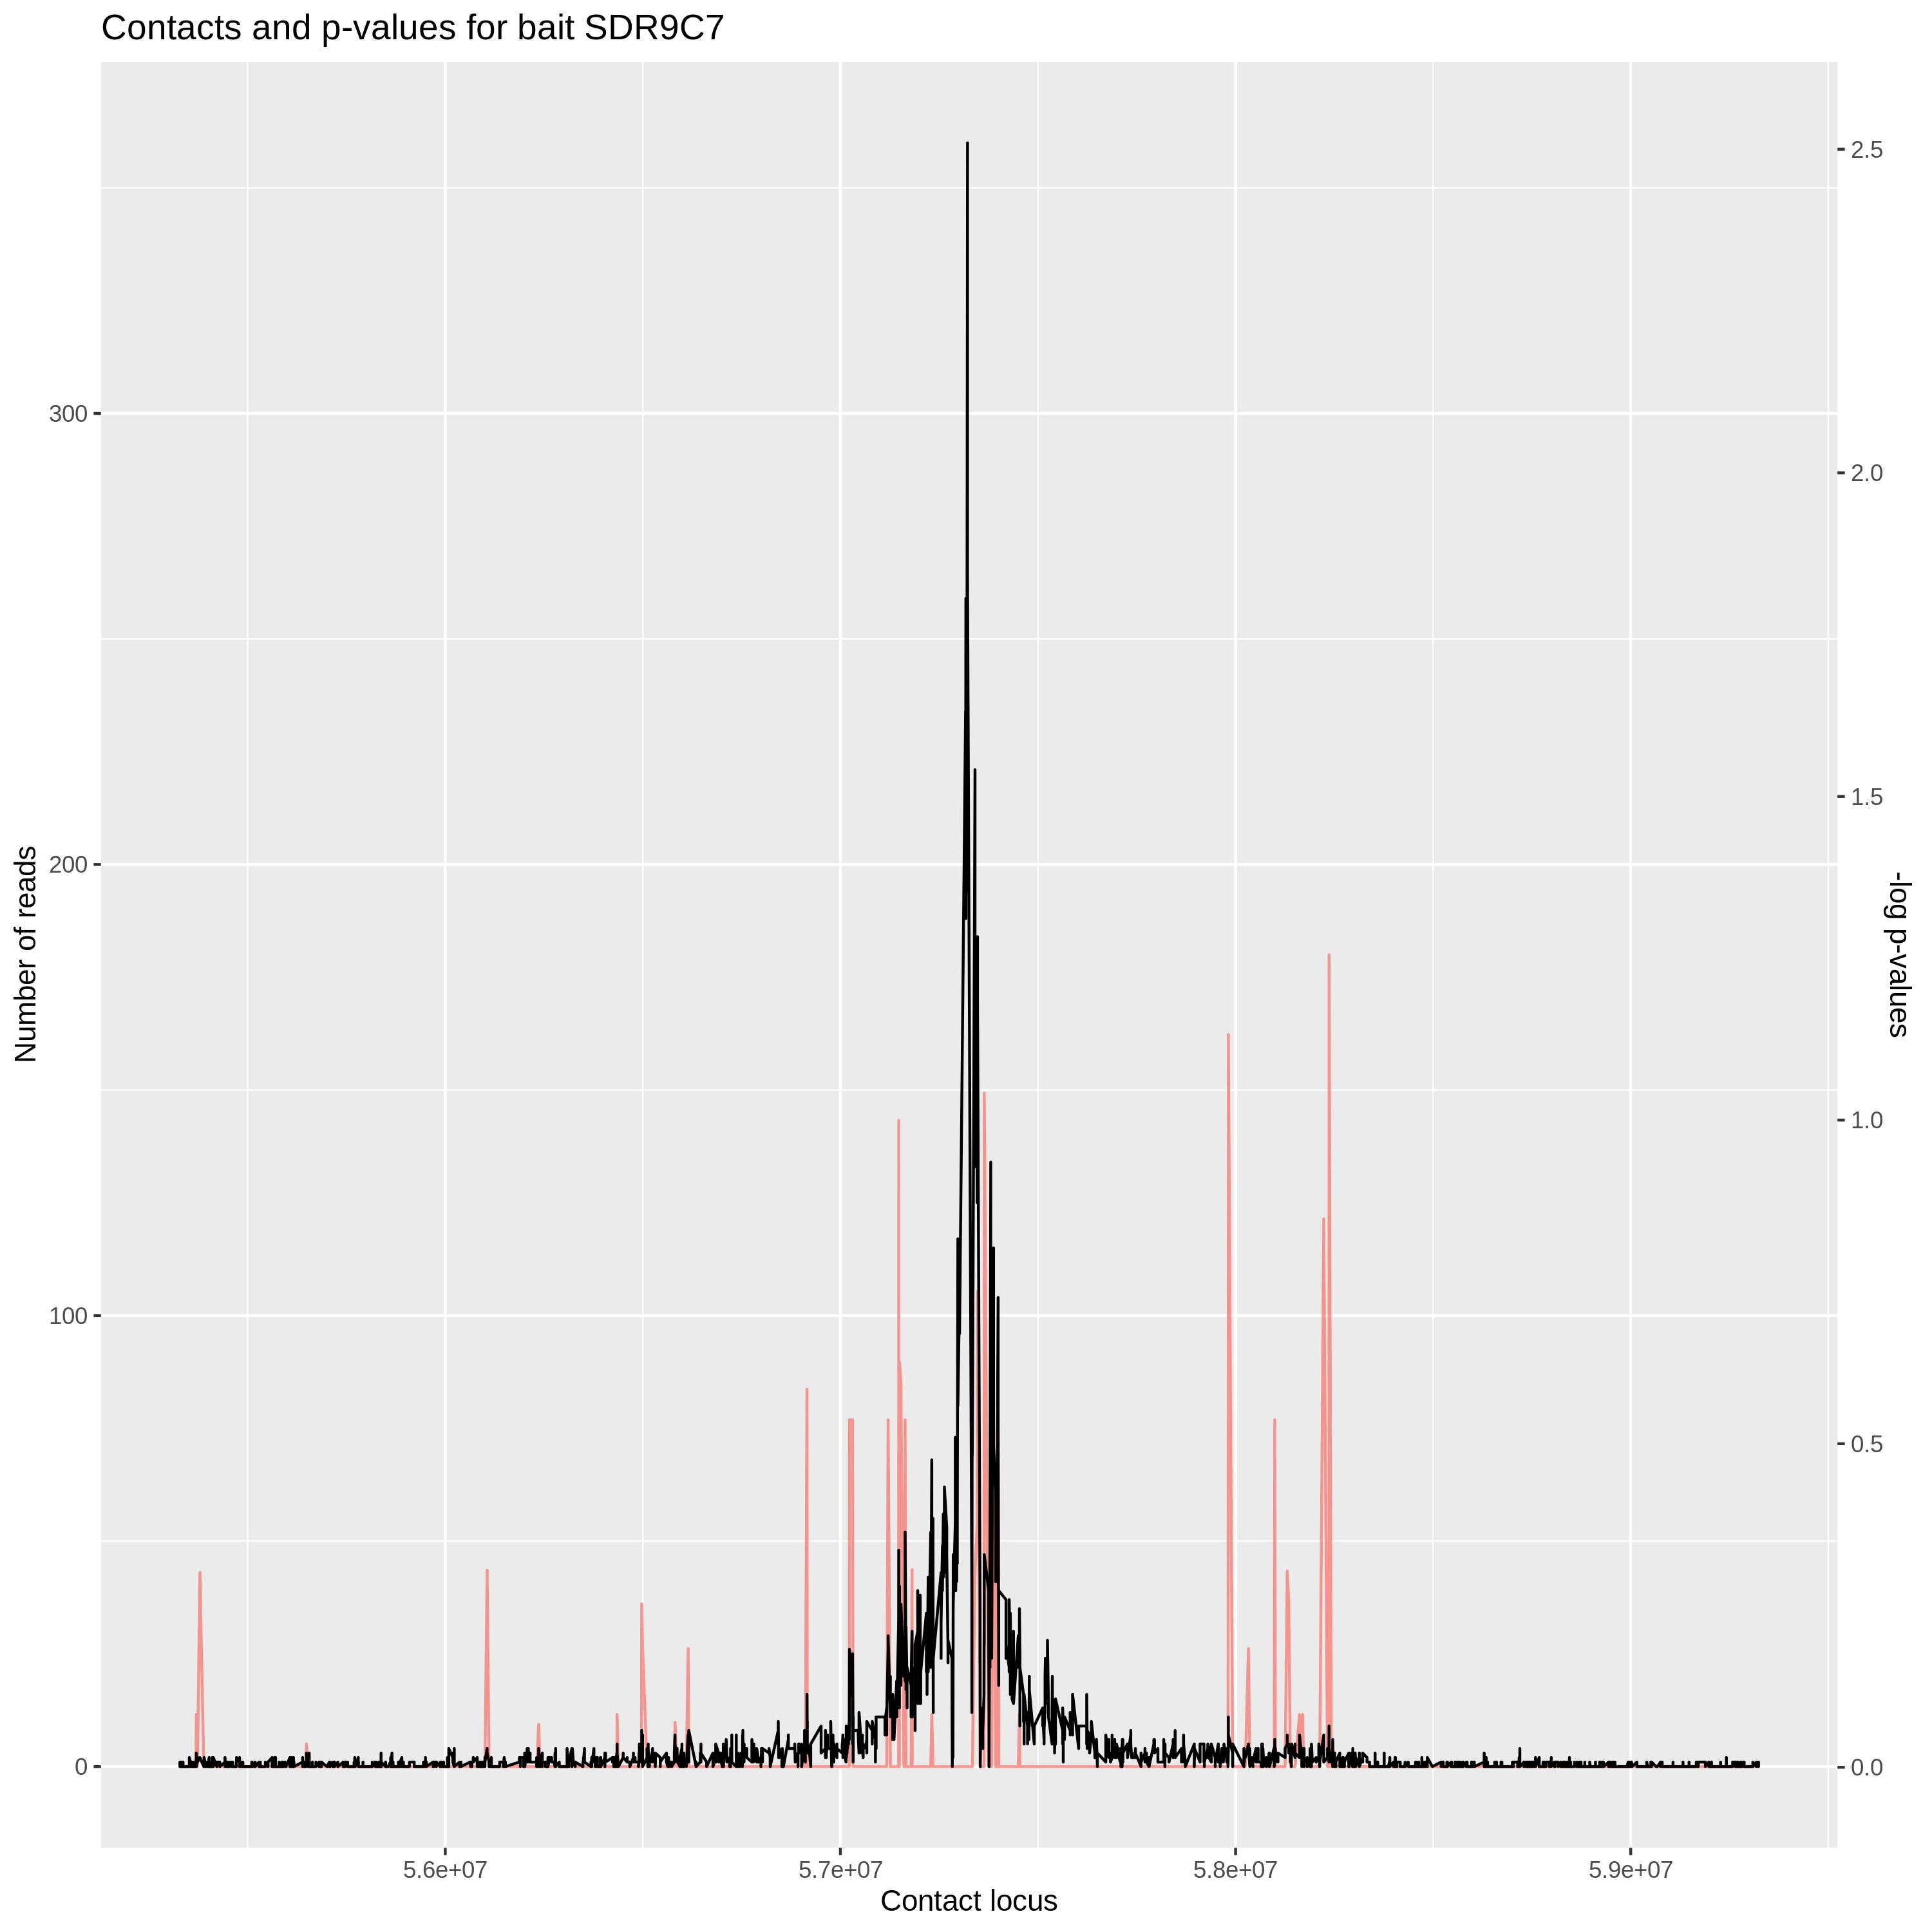 Contacts and p-values for bait SDR9C7
Number of reads
300
200
100
0
2.5
2.0
1.5
1.0
0.5
0.0
-log p-values
5.6e+07
5.7e+07
5.8e+07
5.9e+07
Contact locus